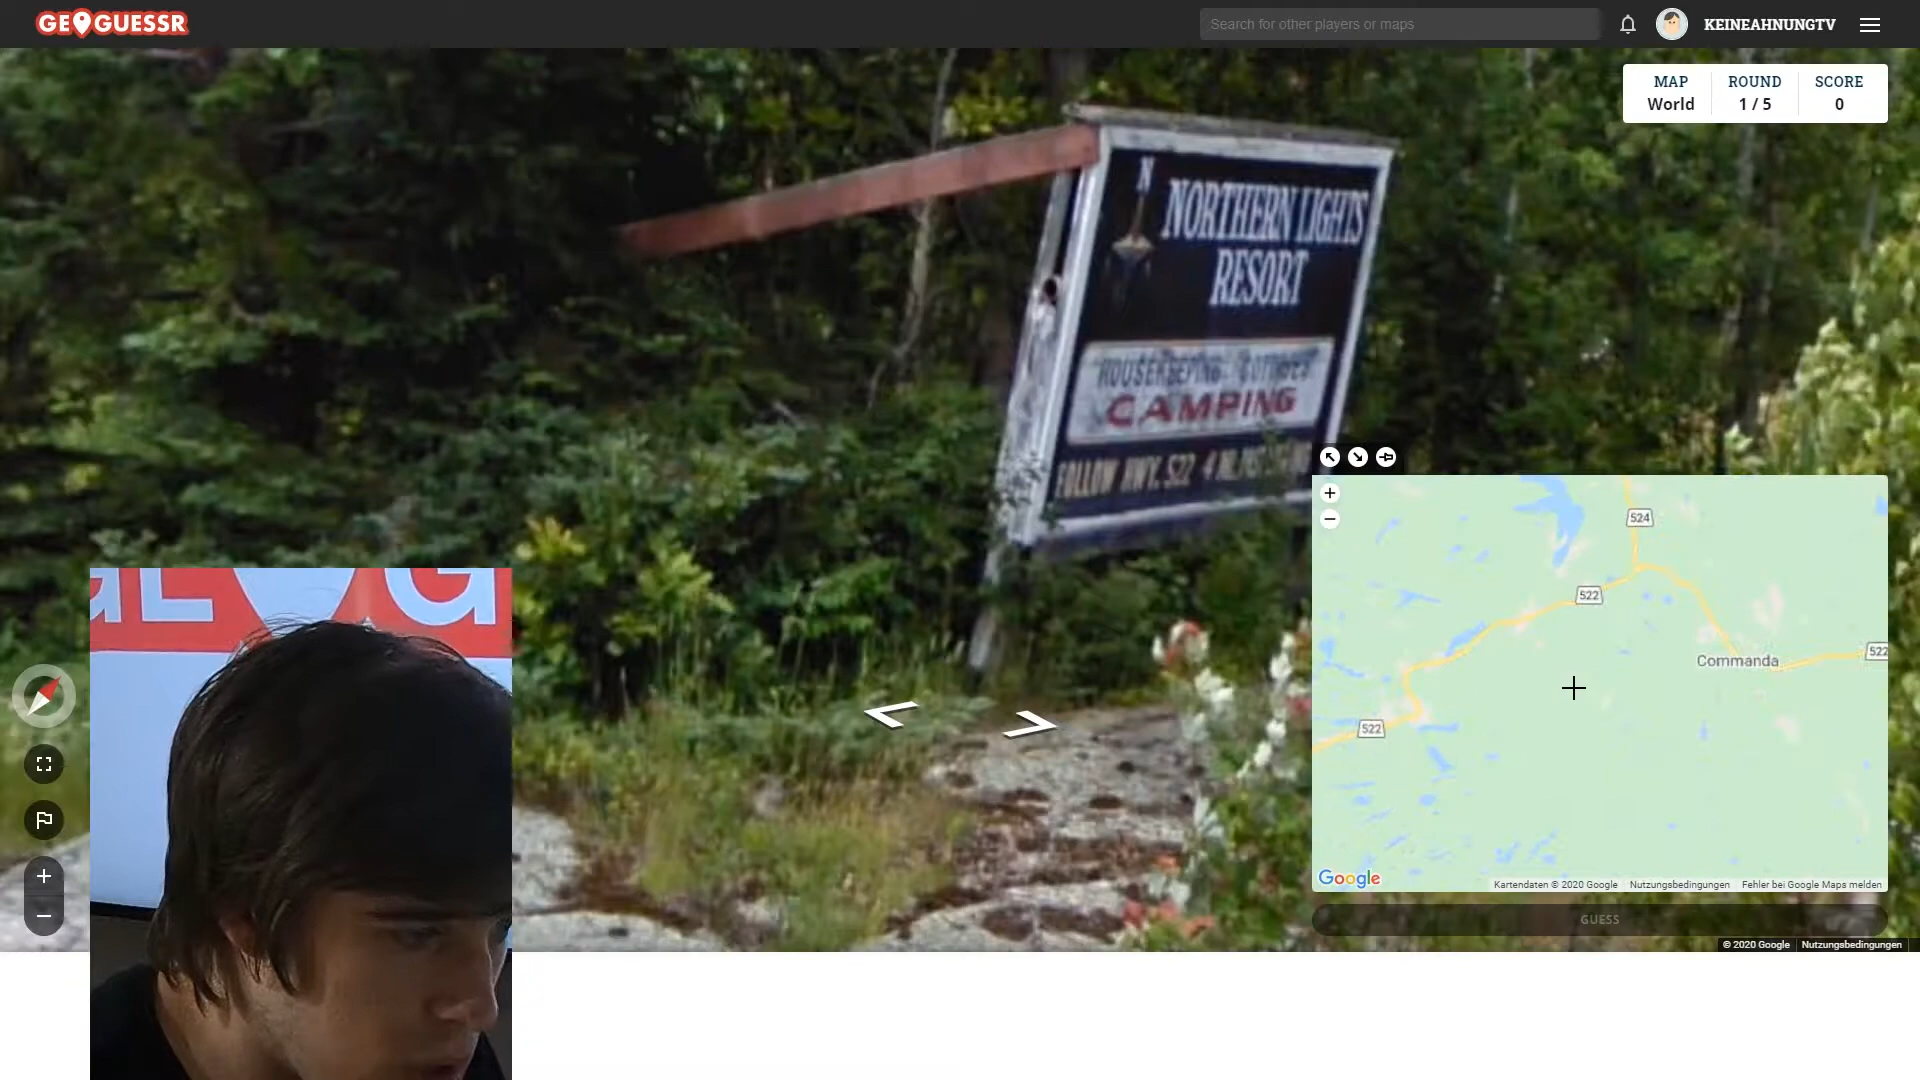 GEOGUESSR
Search for other players or maps
KEINEAHNUNGTV
MAP
World
ROUND
1 / 5
SCORE
0
N
NORTHERN LIGHTS
RESORT
HOUSEKEEPING
CAMPING
FOLLOW HWY. 522 4
524
522
Commanda
522
522
Google
Kartendaten © 2020 Google
Nutzungsbedingungen
Fehler bei Google Maps melden
GUESS
© 2020 Google
Nutzungsbedingungen